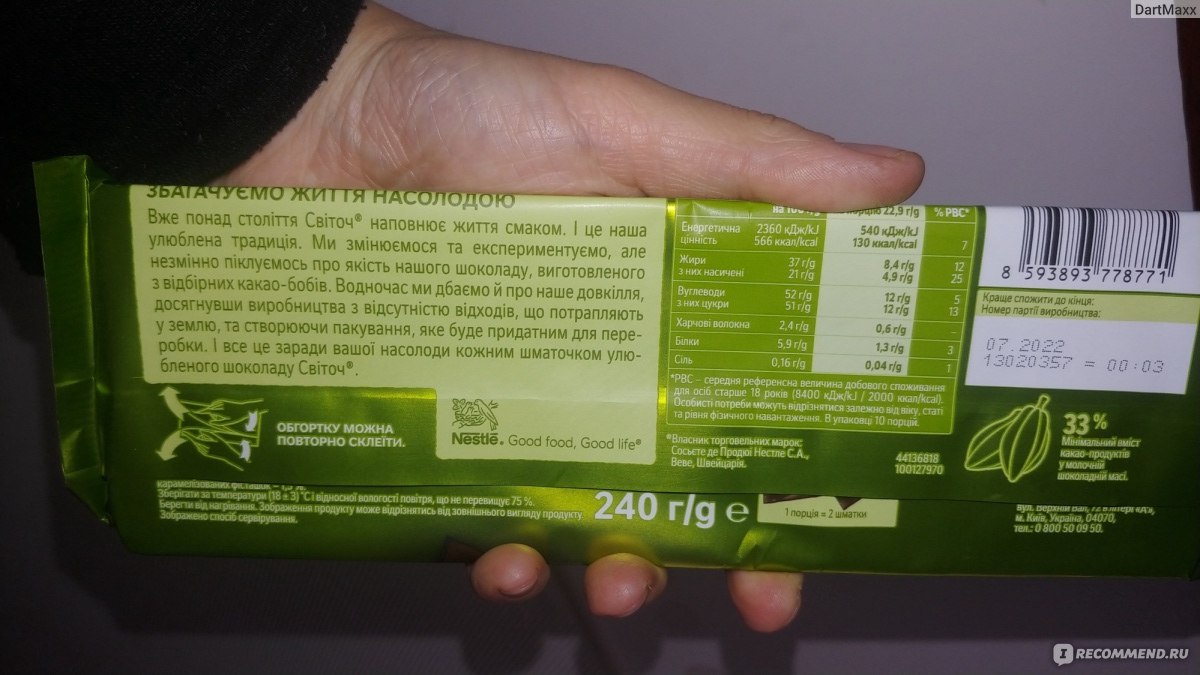 DartMaxx
ЗБАГАЧУЄМО ЖИТТЯ НАСОЛОДОЮ
Вже понад століття Світоч® наповнює життя смаком. І це наша
улюблена традиція. Ми змінюємося та експериментуємо, але
незмінно піклуємось про якість нашого шоколаду, виготовленого
з відбірних какао-бобів. Водночас ми дбаємо й про наше довкілля,
досягнувши виробництва з відсутністю відходів, що потрапляють
у землю, та створюючи пакування, яке буде придатним для пере-
робки. І все це заради вашої насолоди кожним шматочком улю-
бленого шоколаду Світоч®.
ОБГОРТКУ МОЖНА
ПОВТОРНО СКЛЕЇТИ.
Nestlé. Good food, Good life®
22,9 г/g % РВС*
Енергетична 2360 кДж/kJ 540 кДж/kJ
цінність 566 ккал/kcal 130 ккал/kcal 7
Жири 37 г/g 8,4 г/g 12
з них насичені 21 г/g 4,9 г/g 25
Вуглеводи 52 г/g 12 г/g 5
з них цукри 51 г/g 12 г/g 13
Харчові волокна 2,4 г/g 0,6 г/g –
Білки 5,9 г/g 1,3 г/g 3
Сіль 0,16 г/g 0,04 г/g 1
*РВС – середня референсна величина добового споживання
для осіб старше 18 років (8400 кДж/kJ / 2000 ккал/kcal).
Особисті потреби можуть відрізнятися залежно від віку, статі
та рівня фізичного навантаження. В упаковці 10 порцій.
®Власник торговельних марок:
Сосьєте де Продюї Нестле С.А.,
Веве, Швейцарія.
44136818
100127970
8 593893 778771
Краще спожити до кінця:
Номер партії виробництва:
07.2022
13020357 = 00:03
33 %
Мінімальний вміст
какао-продуктів
у молочній
шоколадній масі.
карамелізованих фісташок
Зберігати за температури (18 ± 3) °С і відносної вологості повітря, що не перевищує 75 %.
Берегти від нагрівання. Зображення продукту може відрізнятись від зовнішнього вигляду продукту.
Зображено спосіб сервірування.
240 г/g e
1 порція = 2 шматки
вул. Верхній Вал, 72
м. Київ, Україна, 04070,
тел.: 0 800 50 09 50.
I RECOMMEND.RU